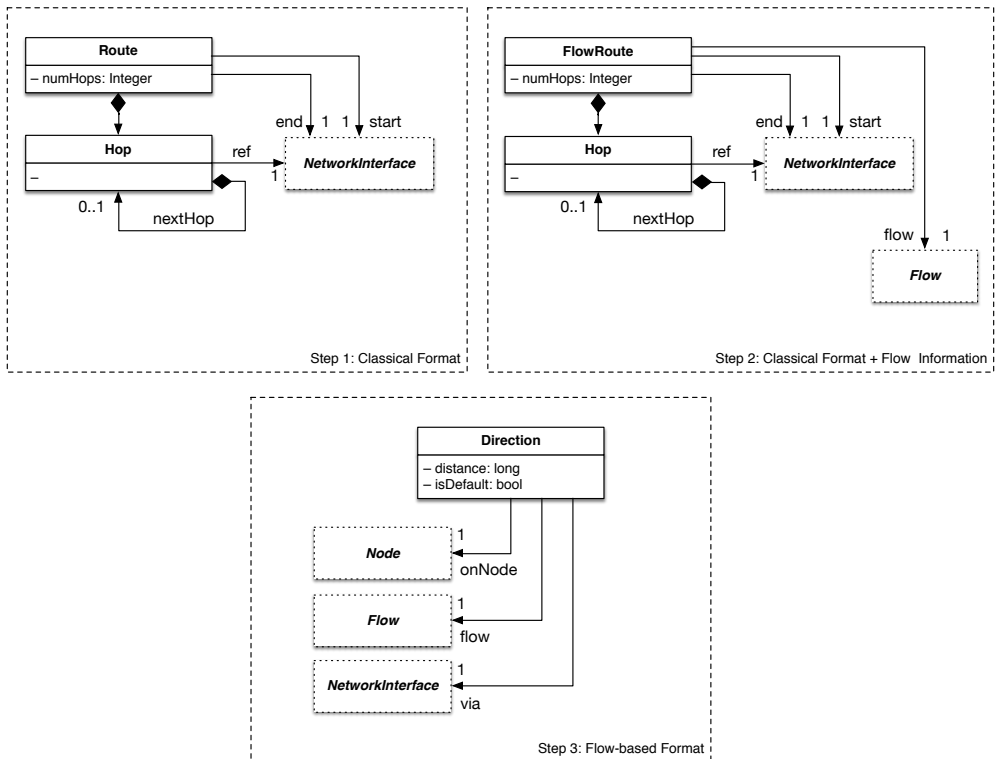 Route
– numHops: Integer
end 1 1 start
Hop
–
ref
1
NetworkInterface
0..1
nextHop
Step 1: Classical Format
FlowRoute
– numHops: Integer
end 1 1 start
Hop
–
ref
1
NetworkInterface
0..1
nextHop
flow 1
Flow
Step 2: Classical Format + Flow Information
Direction
– distance: long
– isDefault: bool
Node
1
onNode
Flow
1
flow
NetworkInterface
1
via
Step 3: Flow-based Format